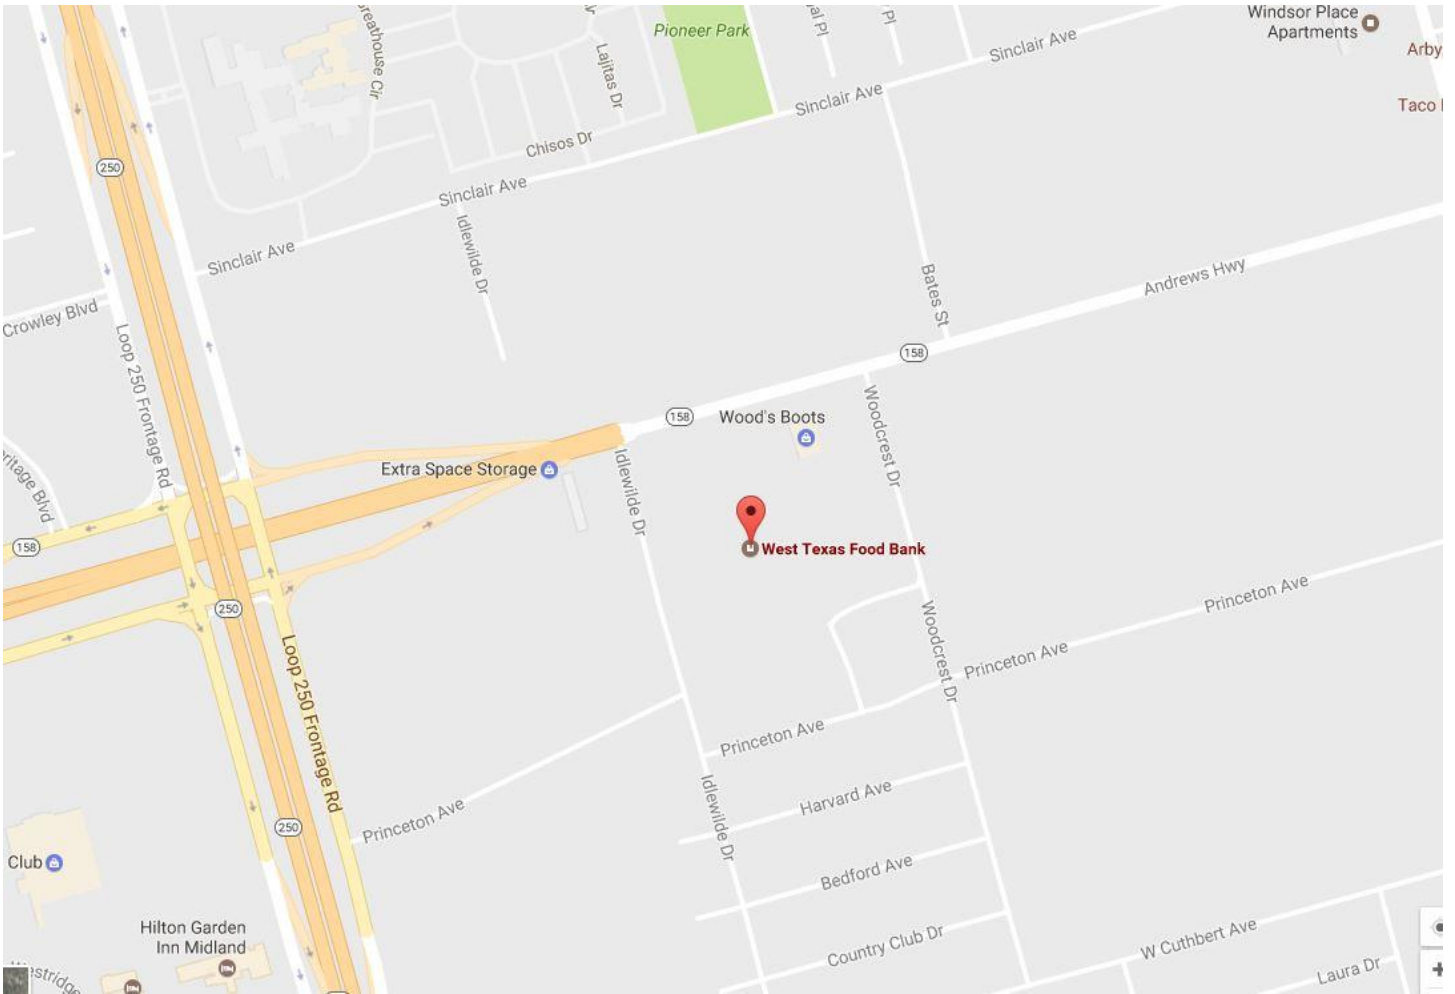 Windsor Place
Apartments
Pioneer Park
Sinclair Ave
Greathouse Cir
Lajitas Dr
Arby
Taco
Sinclair Ave
250
Chisos Dr
Sinclair Ave
Idlewilde Dr
Sinclair Ave
Bates St
Andrews Hwy
Crowley Blvd
Loop 250 Frontage Rd
158
158
Wood's Boots
Woodcrest Dr
Extra Space Storage
Idlewilde Dr
158
West Texas Food Bank
250
Princeton Ave
Woodcrest Dr
Princeton Ave
Loop 250 Frontage Rd
Princeton Ave
Harvard Ave
Idlewilde Dr
Princeton Ave
250
Club
Bedford Ave
Hilton Garden
Inn Midland
Country Club Dr
W Cuthbert Ave
Laura Dr